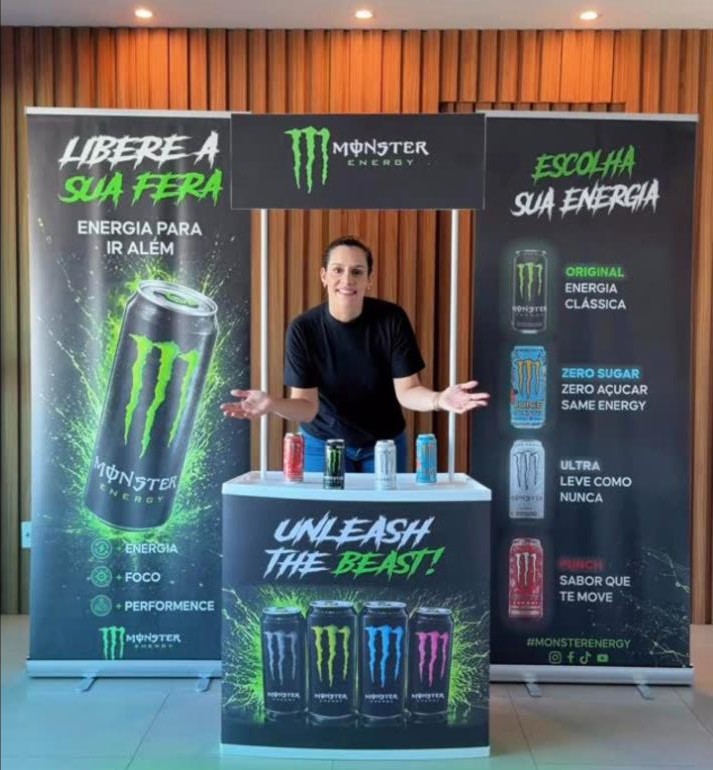 LIBERE A
SUA FERA
ENERGIA PARA
IR ALÉM
MONSTER
ENERGY
+ ENERGIA
+ FOCO
+ PERFORMENCE
MONSTER
ENERGY
MONSTER
ENERGY
UNLEASH
THE BEAST!
MONSTER
MONSTER
MONSTER
MONSTER
ESCOLHA
SUA ENERGIA
ORIGINAL
ENERGIA
CLÁSSICA
ZERO SUGAR
ZERO AÇUCAR
SAME ENERGY
ULTRA
LEVE COMO
NUNCA
PUNCH
SABOR QUE
TE MOVE
#MONSTERENERGY